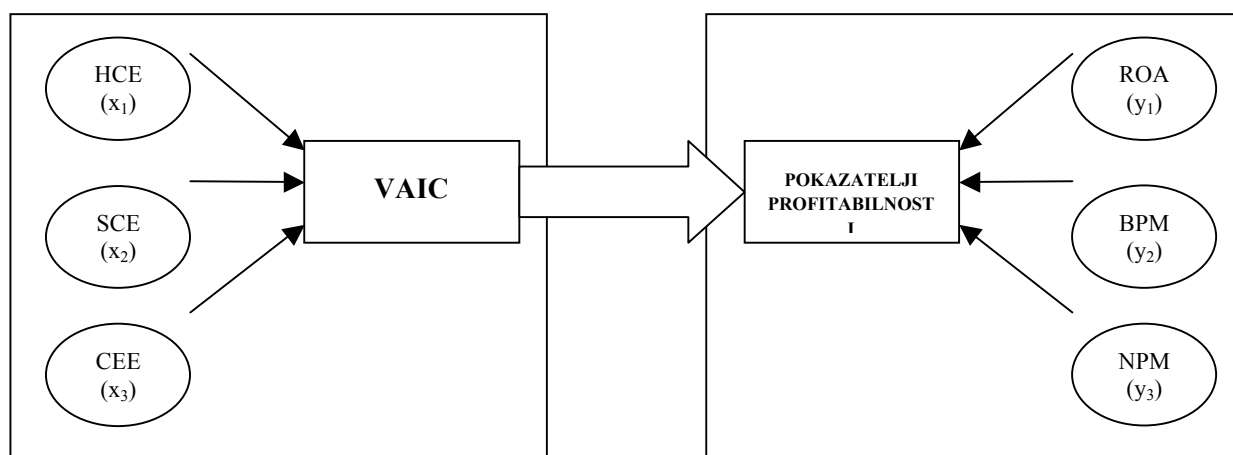 HCE
(x₁)
SCE
(x₂)
CEE
(x₃)
VAIC
POKAZATELJI
PROFITABILNOST
I
ROA
(y₁)
BPM
(y₂)
NPM
(y₃)